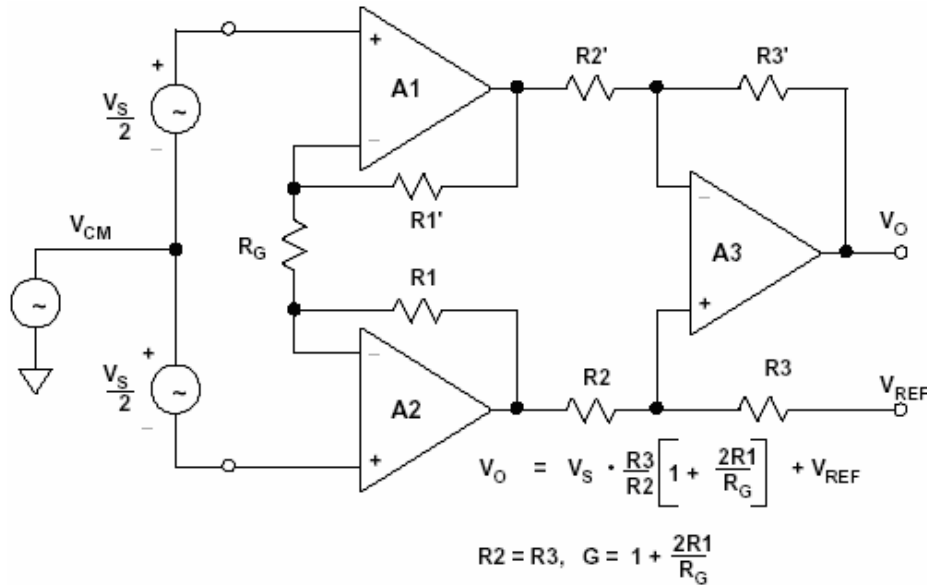 +
A1
R2'
R3'
+
V_S/2
~
–
–
R1'
V_CM
R_G
–
V_O
A3
~
R1
+
+
V_S/2
~
–
–
A2
R2
R3
V_REF
+
V_O = V_S · R3/R2 [1 + 2R1/R_G] + V_REF
R2 = R3, G = 1 + 2R1/R_G